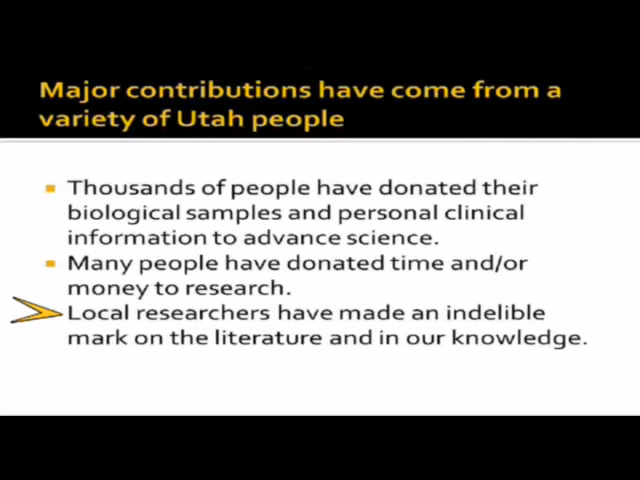 Major contributions have come from a
variety of Utah people
Thousands of people have donated their
biological samples and personal clinical
information to advance science.
Many people have donated time and/or
money to research.
Local researchers have made an indelible
mark on the literature and in our knowledge.